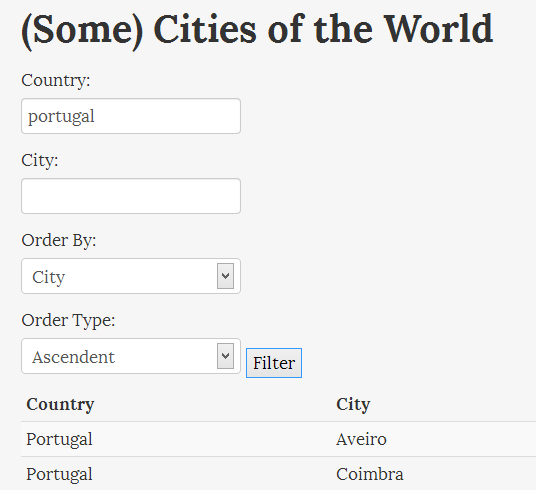 (Some) Cities of the World
Country:
portugal
City:
Order By:
City
Order Type:
Ascendent Filter
Country City
Portugal Aveiro
Portugal Coimbra